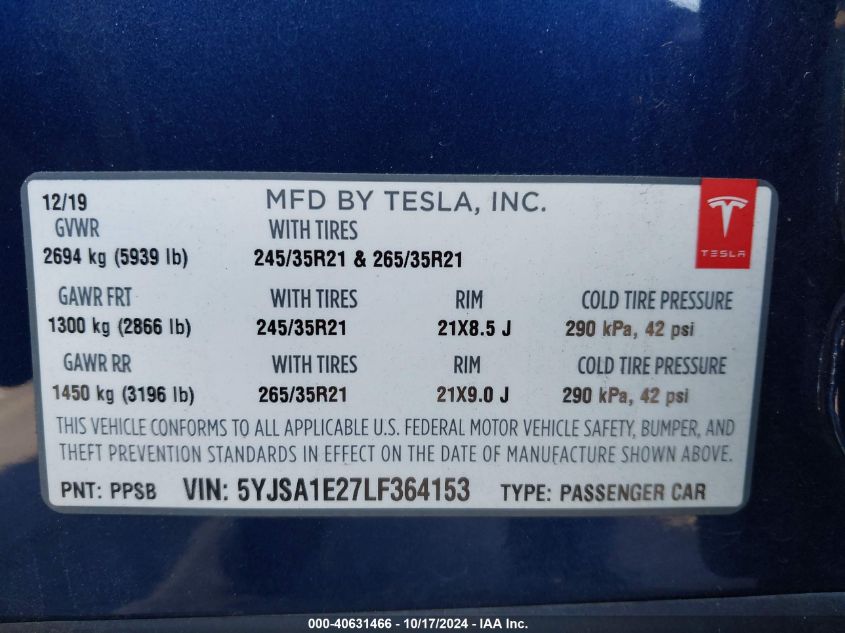 12/19 MFD BY TESLA, INC.
GVWR WITH TIRES
2694 kg (5939 lb) 245/35R21 & 265/35R21
TESLA
GAWR FRT WITH TIRES RIM COLD TIRE PRESSURE
1300 kg (2866 lb) 245/35R21 21X8.5 J 290 kPa, 42 psi
GAWR RR WITH TIRES RIM COLD TIRE PRESSURE
1450 kg (3196 lb) 265/35R21 21X9.0 J 290 kPa, 42 psi
THIS VEHICLE CONFORMS TO ALL APPLICABLE U.S. FEDERAL MOTOR VEHICLE SAFETY, BUMPER, AND
THEFT PREVENTION STANDARDS IN EFFECT ON THE DATE OF MANUFACTURE SHOWN ABOVE.
PNT: PPSB VIN: 5YJSA1E27LF364153 TYPE: PASSENGER CAR
000-40631466 - 10/17/2024 - IAA Inc.